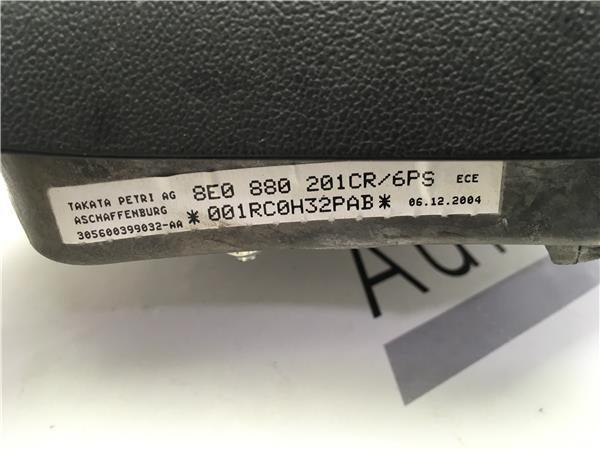 TAKATA PETRI AG 8E0 880 201CR/6PS ECE
ASCHAFFENBURG *001RC0H32PAB* 06.12.2004
305600399032-AA